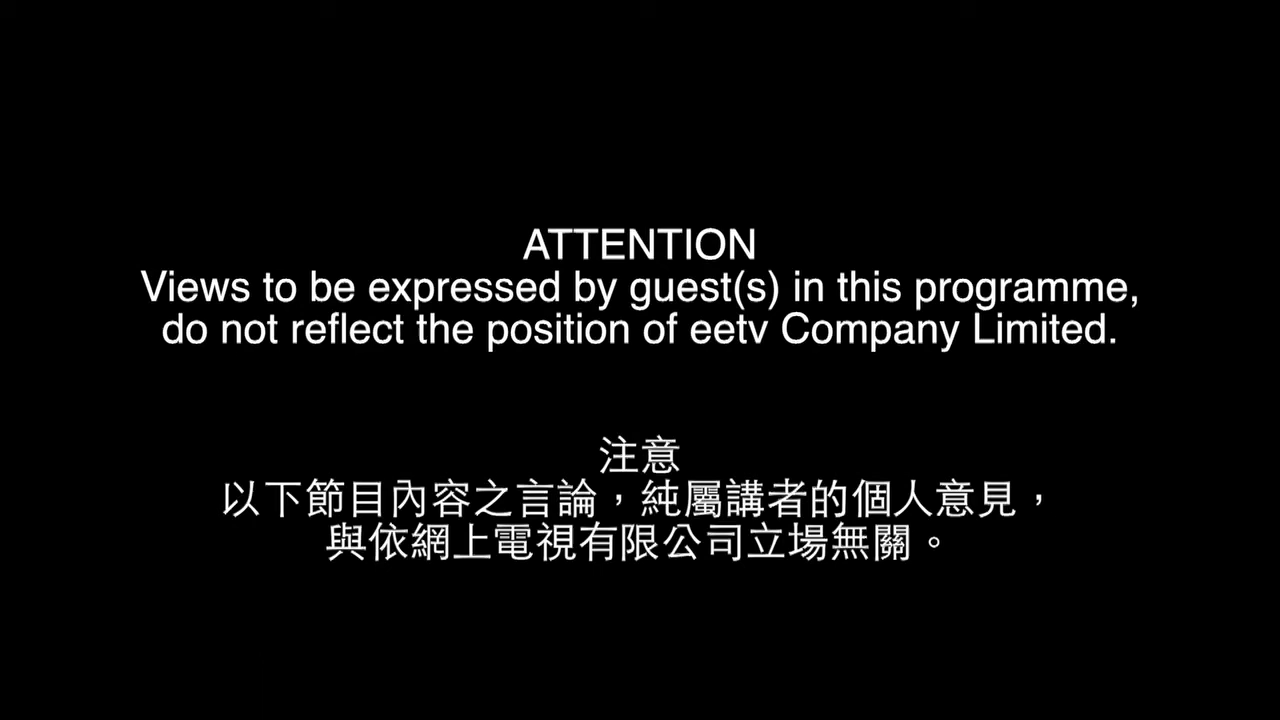 ATTENTION
Views to be expressed by guest(s) in this programme,
do not reflect the position of eetv Company Limited.
注意
以下節目內容之言論，純屬講者的個人意見，
與依網上電視有限公司立場無關。